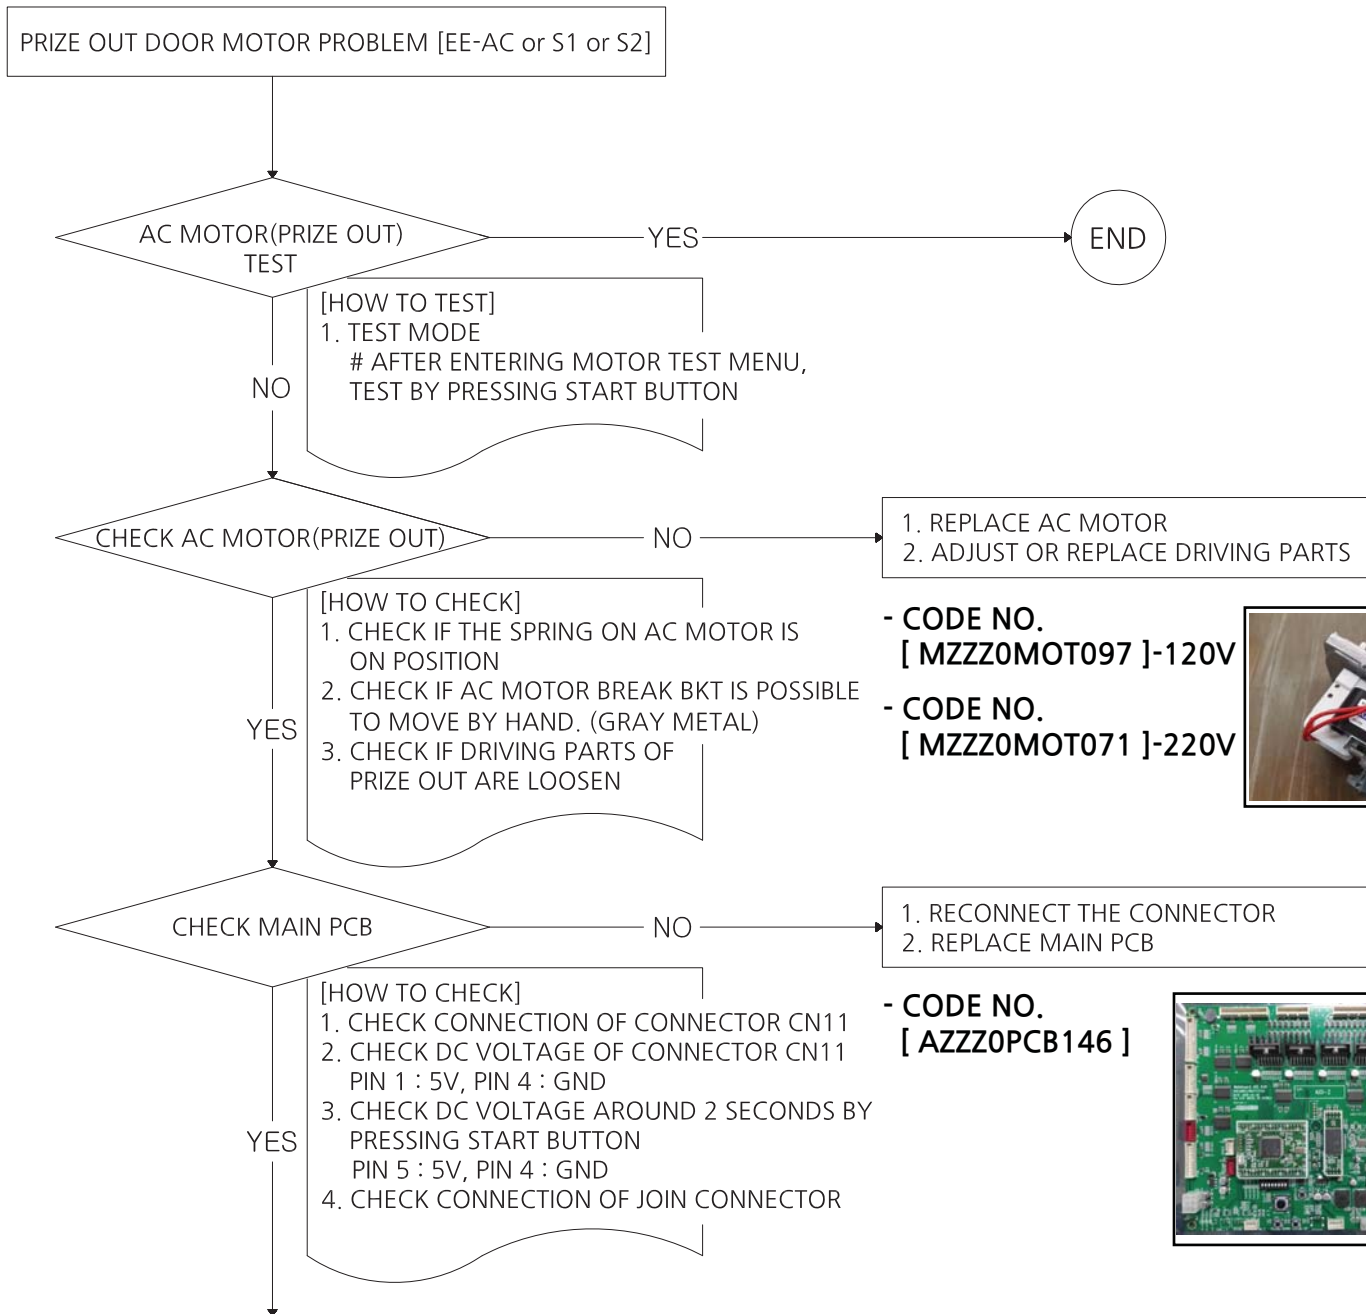 PRIZE OUT DOOR MOTOR PROBLEM [EE-AC or S1 or S2]
AC MOTOR(PRIZE OUT)
TEST
YES
END
[HOW TO TEST]
1. TEST MODE
# AFTER ENTERING MOTOR TEST MENU,
TEST BY PRESSING START BUTTON
NO
CHECK AC MOTOR(PRIZE OUT)
NO
1. REPLACE AC MOTOR
2. ADJUST OR REPLACE DRIVING PARTS
[HOW TO CHECK]
1. CHECK IF THE SPRING ON AC MOTOR IS
ON POSITION
2. CHECK IF AC MOTOR BREAK BKT IS POSSIBLE
TO MOVE BY HAND. (GRAY METAL)
3. CHECK IF DRIVING PARTS OF
PRIZE OUT ARE LOOSEN
- CODE NO.
[ MZZZ0MOT097 ]-120V
- CODE NO.
[ MZZZ0MOT071 ]-220V
YES
CHECK MAIN PCB
NO
1. RECONNECT THE CONNECTOR
2. REPLACE MAIN PCB
[HOW TO CHECK]
1. CHECK CONNECTION OF CONNECTOR CN11
2. CHECK DC VOLTAGE OF CONNECTOR CN11
PIN 1 : 5V, PIN 4 : GND
3. CHECK DC VOLTAGE AROUND 2 SECONDS BY
PRESSING START BUTTON
PIN 5 : 5V, PIN 4 : GND
4. CHECK CONNECTION OF JOIN CONNECTOR
- CODE NO.
[ AZZZ0PCB146 ]
YES